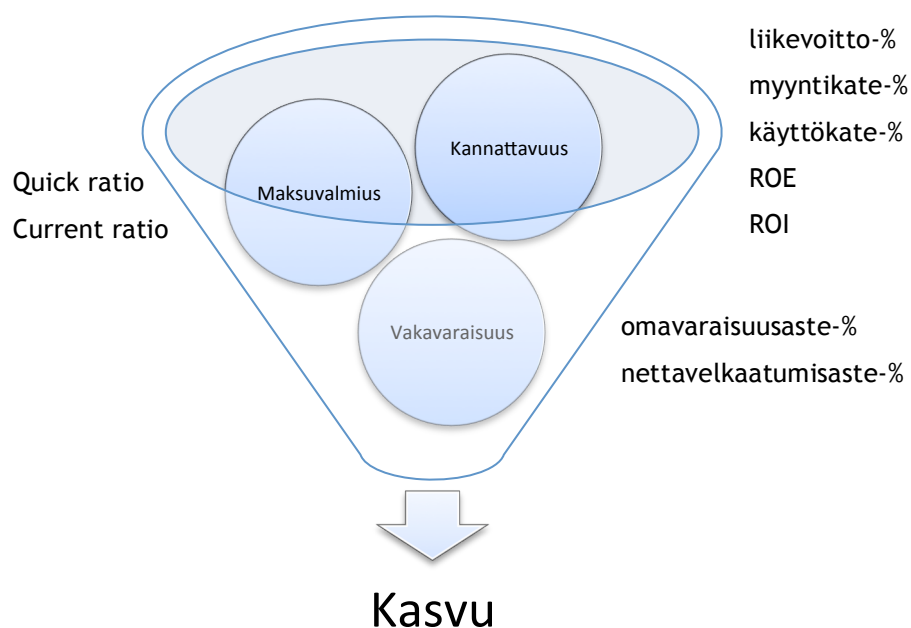 liikevoitto-%
myyntikate-%
käyttökate-%
ROE
ROI
Kannattavuus
Maksuvalmius
Quick ratio
Current ratio
Vakavaraisuus
omavaraisuusaste-%
nettavelkaatumisaste-%
Kasvu